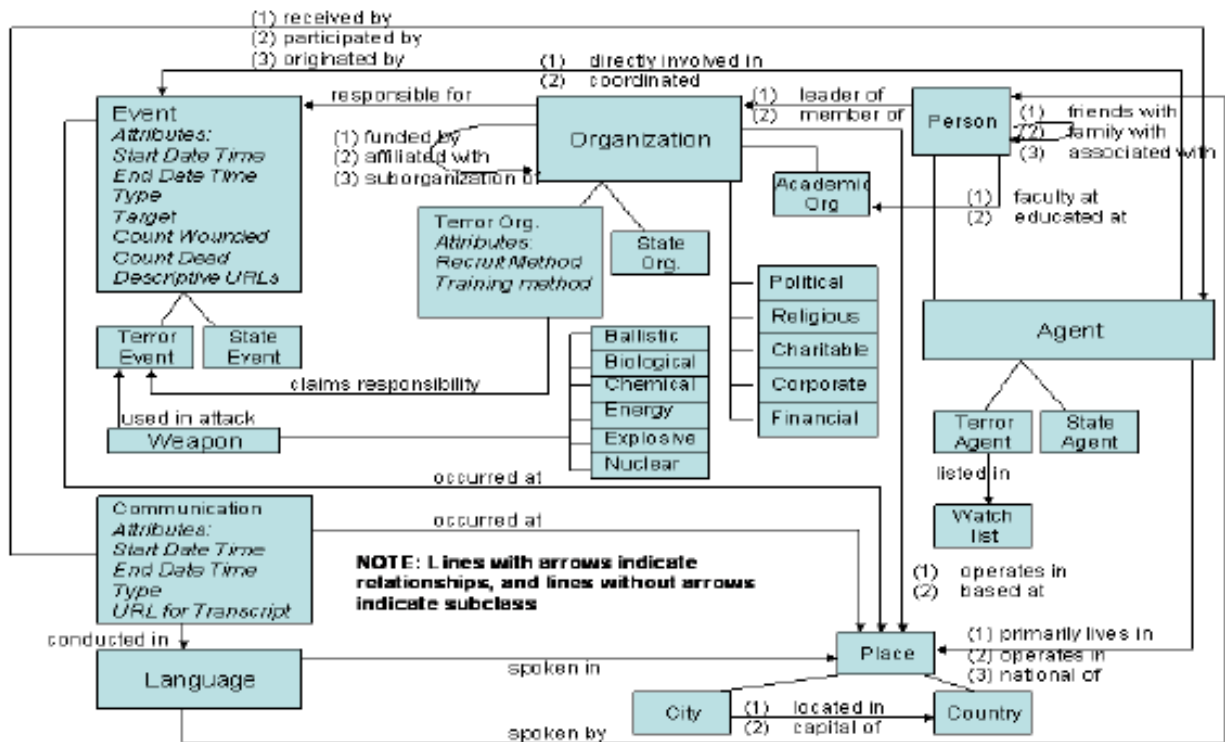 (1) received by
(2) participated by
(3) originated by
(1) directly involved in
(2) coordinated
responsible for
(1) leader of
(2) member of
Event
Attributes:
Start Date Time
End Date Time
Type
Target
Count Wounded
Count Dead
Descriptive URLs
(1) funded by
(2) affiliated with
(3) suborganization of
Organization
Person
(1) friends with
(2) family with
(3) associated with
Academic
Org
(1) faculty at
(2) educated at
Terror Org.
Attributes:
Recruit Method
Training method
State
Org.
Political
Religious
Charitable
Corporate
Financial
Agent
Terror
Event
State
Event
Ballistic
Biological
Chemical
Energy
Explosive
Nuclear
claims responsibility
used in attack
Weapon
Terror
Agent
State
Agent
listed in
Watch
list
occurred at
Communication
Attributes:
Start Date Time
End Date Time
Type
URL for Transcript
occurred at
NOTE: Lines with arrows indicate
relationships, and lines without arrows
indicate subclass
(1) operates in
(2) based at
conducted in
Language
spoken in
Place
(1) primarily lives in
(2) operates in
(3) national of
City
(1) located in
(2) capital of
Country
spoken by